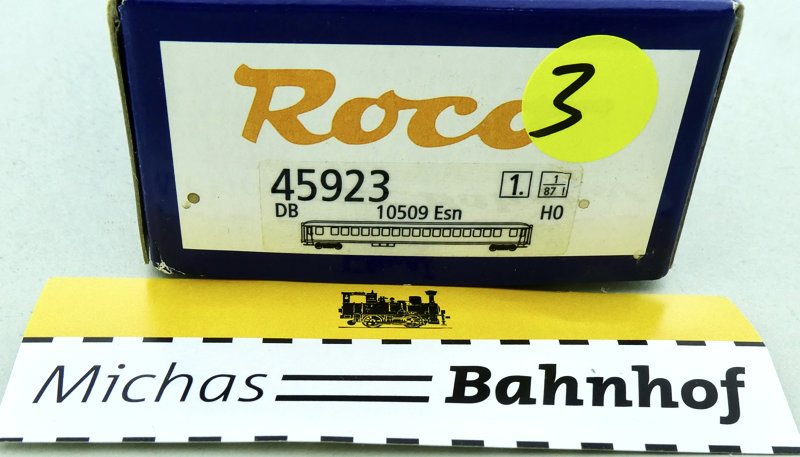 Roco
3
45923
1.
1
87 I
DB
10509 Esn
H0
Michas Bahnhof